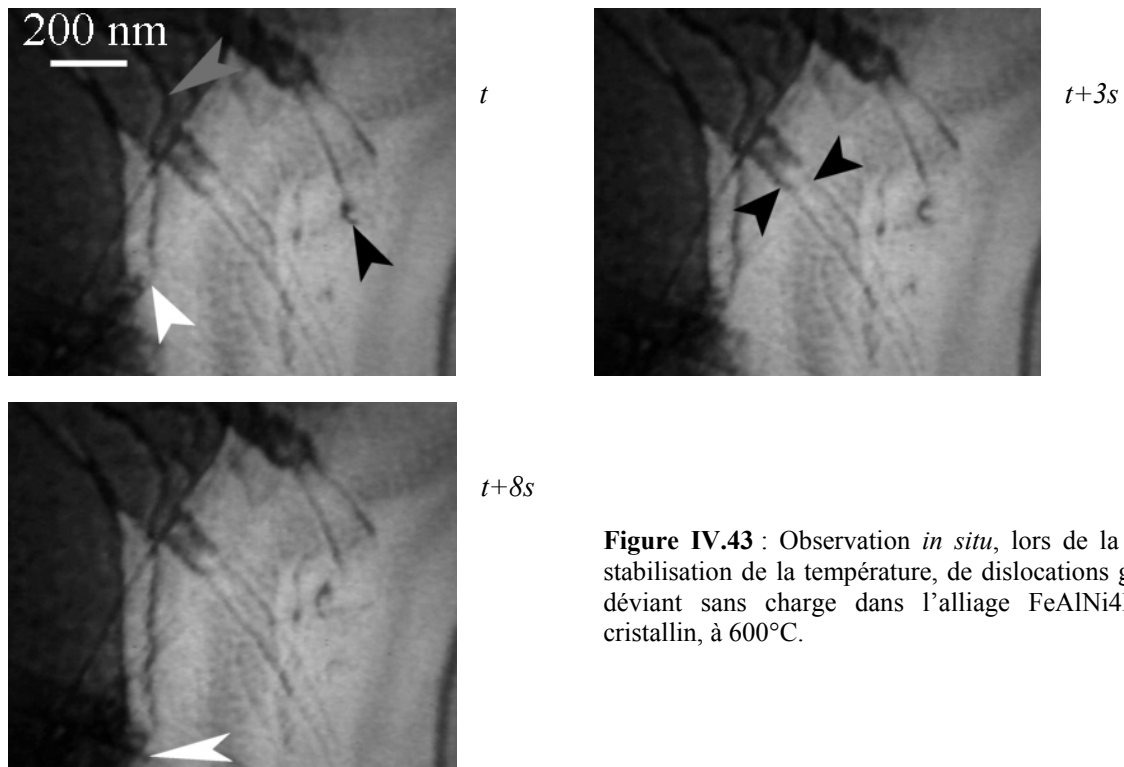 200 nm
t
t+3s
t+8s
Figure IV.43 : Observation in situ, lors de la
stabilisation de la température, de dislocations
déviant sans charge dans l'alliage
cristallin, à 600°C.